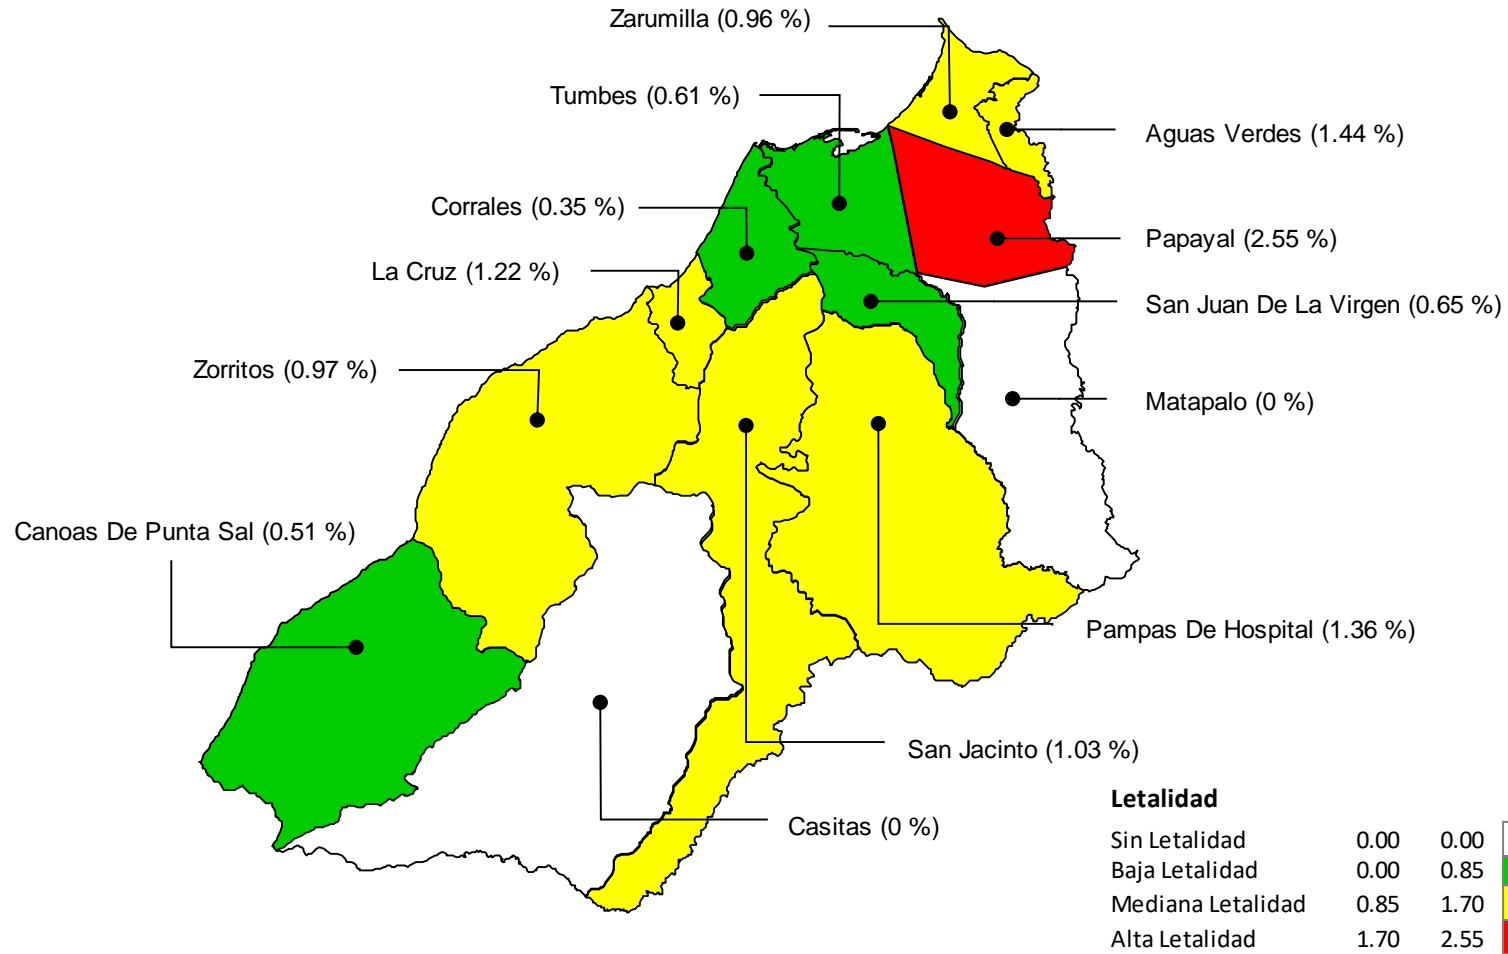 Zarumilla (0.96 %)
Tumbes (0.61 %)
Aguas Verdes (1.44 %)
Corrales (0.35 %)
Papayal (2.55 %)
La Cruz (1.22 %)
San Juan De La Virgen (0.65 %)
Zorritos (0.97 %)
Matapalo (0 %)
Canoas De Punta Sal (0.51 %)
Pampas De Hospital (1.36 %)
San Jacinto (1.03 %)
Casitas (0 %)
Letalidad
Sin Letalidad 0.00 0.00
Baja Letalidad 0.00 0.85
Mediana Letalidad 0.85 1.70
Alta Letalidad 1.70 2.55